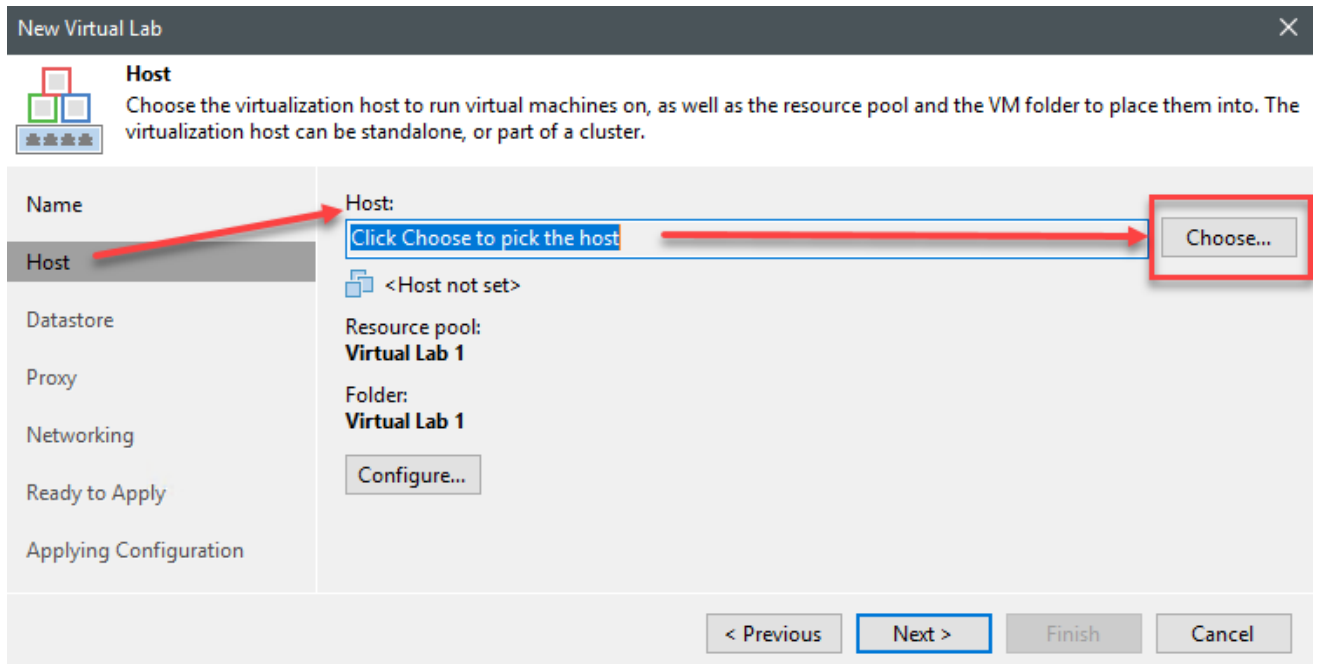 New Virtual Lab
Host
Choose the virtualization host to run virtual machines on, as well as the resource pool and the VM folder to place them into. The
virtualization host can be standalone, or part of a cluster.
Name
Host
Datastore
Proxy
Networking
Ready to Apply
Applying Configuration
Host:
Click Choose to pick the host
Choose...
<Host not set>
Resource pool:
Virtual Lab 1
Folder:
Virtual Lab 1
Configure...
< Previous
Next >
Finish
Cancel